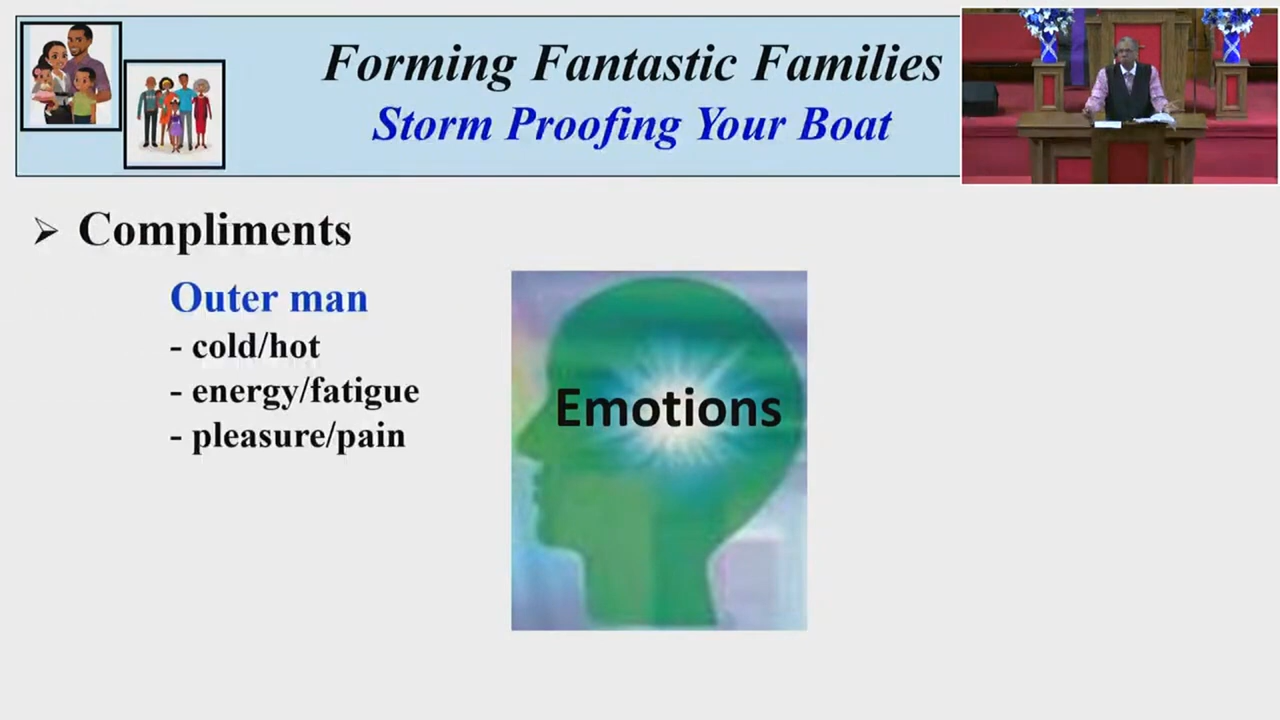 Forming Fantastic Families
Storm Proofing Your Boat
➢ Compliments
Outer man
- cold/hot
- energy/fatigue
- pleasure/pain
Emotions